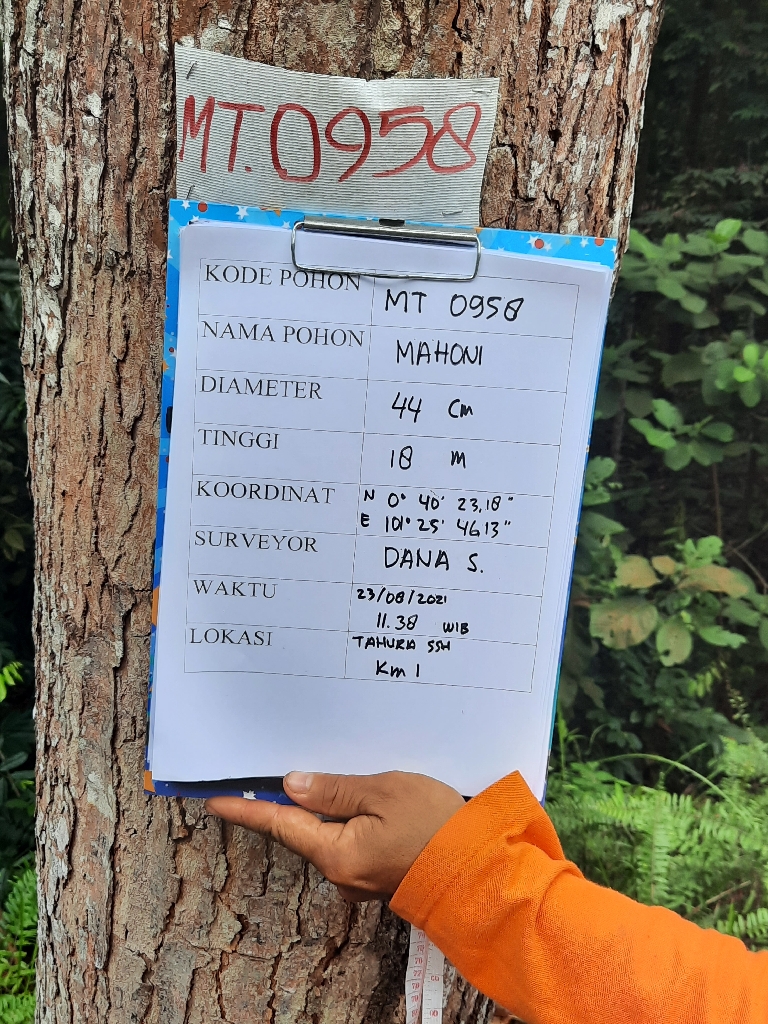 MT.0958
KODE POHON MT 0958
NAMA POHON MAHONI
DIAMETER 44 cm
TINGGI 18 m
KOORDINAT N 0° 40' 23,18"
E 101° 25' 46,13"
SURVEYOR DANA S.
WAKTU 23/08/2021
11.38 WIB
LOKASI TAHURA SSH
Km 1